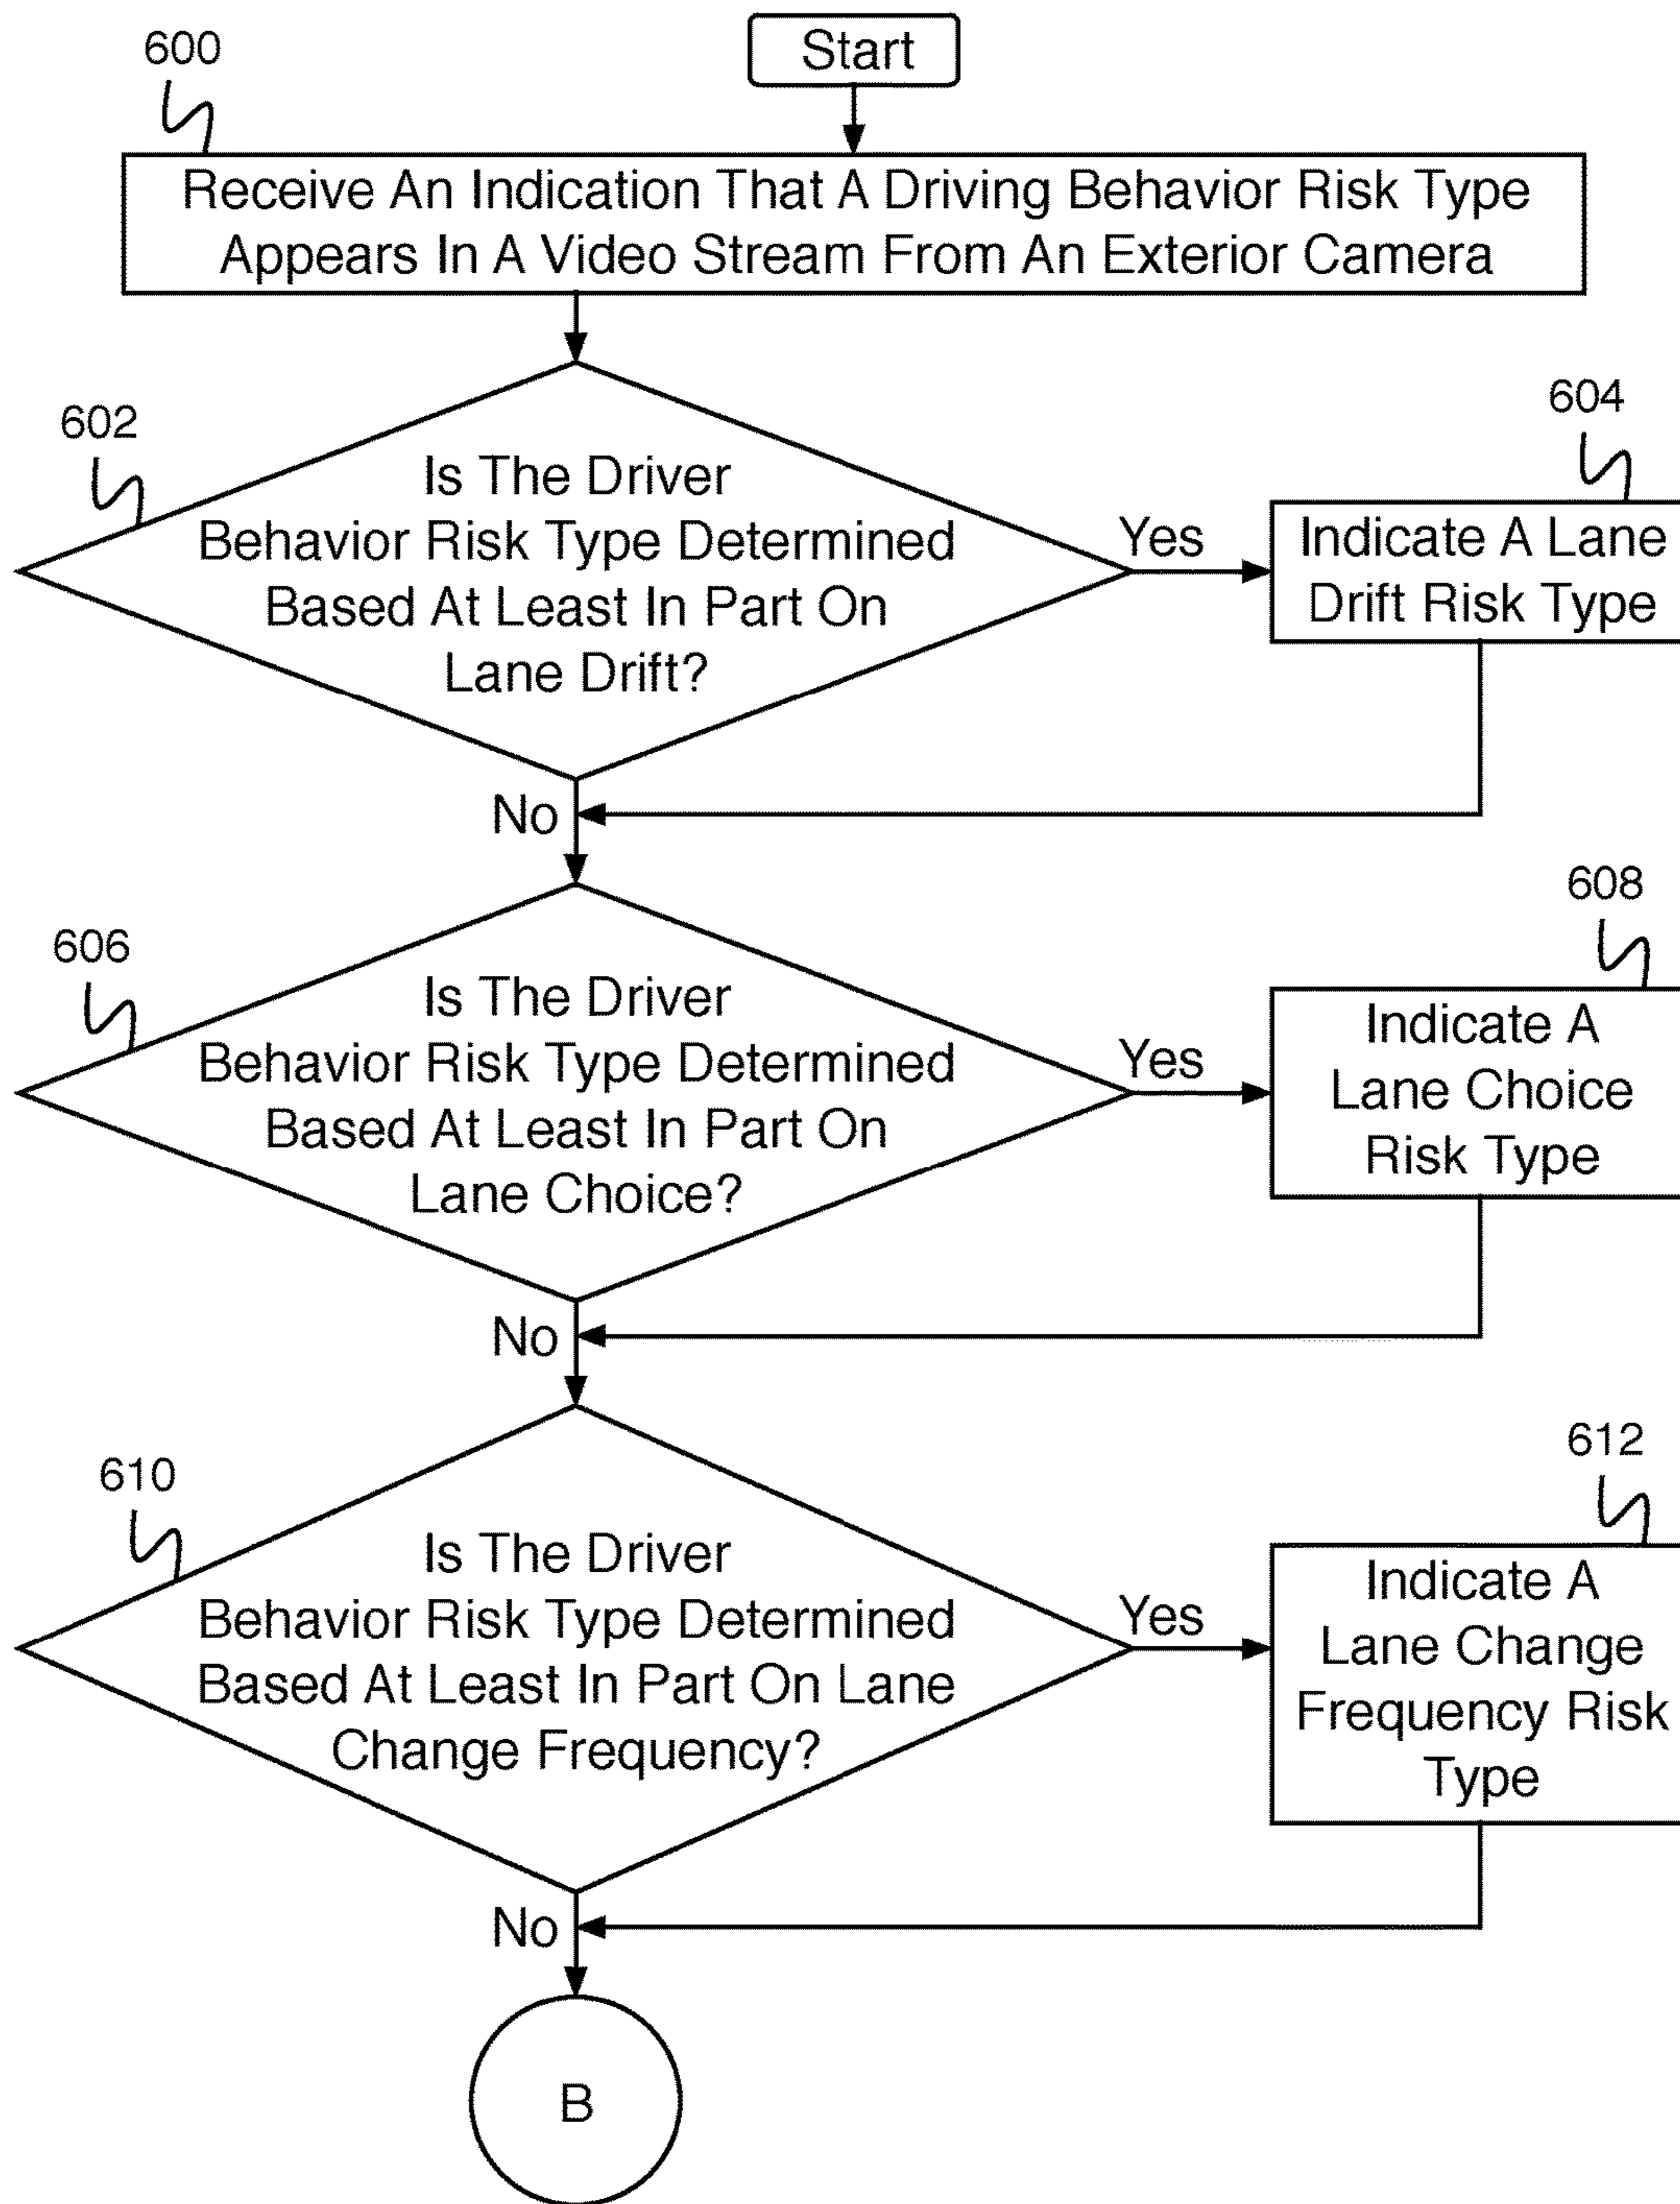 Start
600
Receive An Indication That A Driving Behavior Risk Type
Appears In A Video Stream From An Exterior Camera
602
Is The Driver
Behavior Risk Type Determined
Based At Least In Part On
Lane Drift?
Yes
604
Indicate A Lane
Drift Risk Type
No
606
Is The Driver
Behavior Risk Type Determined
Based At Least In Part On
Lane Choice?
Yes
608
Indicate A
Lane Choice
Risk Type
No
610
Is The Driver
Behavior Risk Type Determined
Based At Least In Part On Lane
Change Frequency?
Yes
612
Indicate A
Lane Change
Frequency Risk
Type
No
B